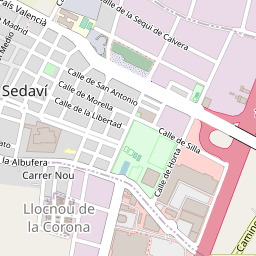 País Valencià
Madrid
Medio
Calle de la Sequi de Calvera
Sedaví
Calle de San Antonio
Calle de Morella
Calle de la Libertad
Calle de Silla
la Albufera
Carrer Nou
Calle de Horta
Llocnou de
la Corona
Camino